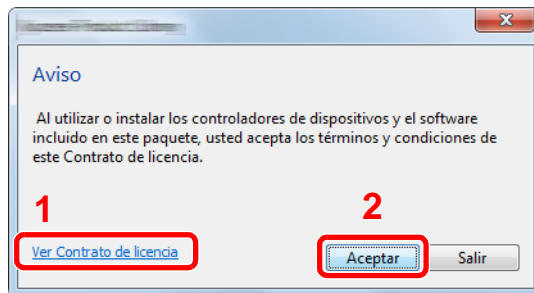 x
Aviso
Al utilizar o instalar los controladores de dispositivos y el software
incluido en este paquete, usted acepta los términos y condiciones de
este Contrato de licencia.
1
2
Ver Contrato de licencia
Aceptar
Salir